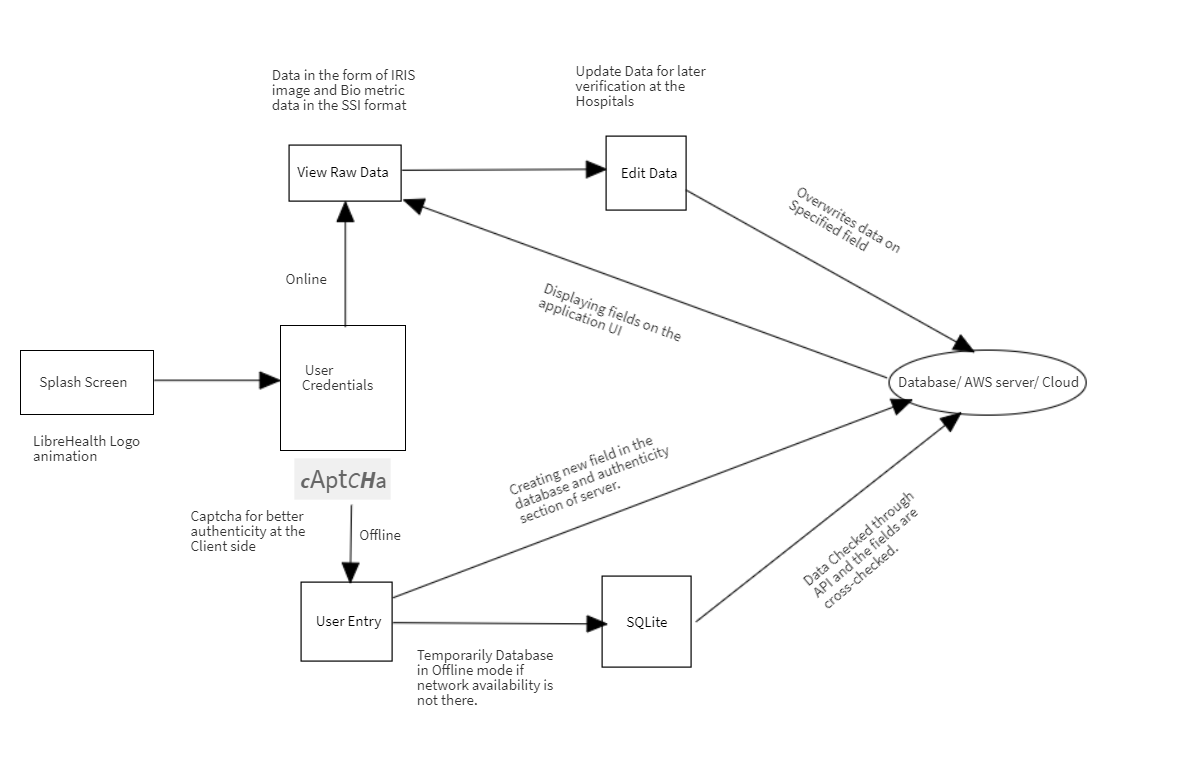 Data in the form of IRIS
image and Bio metric
data in the SSI format
Update Data for later
verification at the
Hospitals
View Raw Data
Edit Data
Overwrites data on
Specified field
Online
Displaying fields on the
application UI
Splash Screen
User
Credentials
Database/ AWS server/ Cloud
LibreHealth Logo
animation
cAptCHa
Captcha for better
authenticity at the
Client side
Offline
Creating new field in the
database and authenticity
section of server.
Data Checked through
API and the fields are
cross-checked.
User Entry
SQLite
Temporarily Database
in Offline mode if
network availability is
not there.